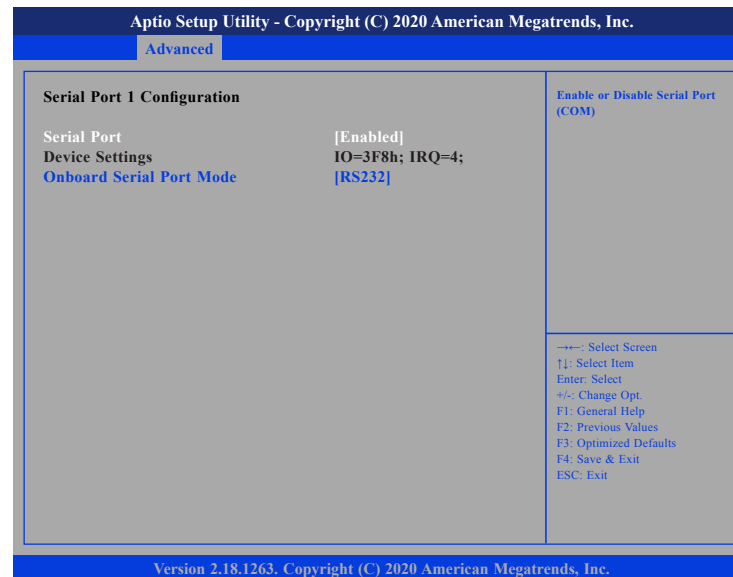 Aptio Setup Utility - Copyright (C) 2020 American Megatrends, Inc.
Advanced
Serial Port 1 Configuration
Serial Port [Enabled]
Device Settings IO=3F8h; IRQ=4;
Onboard Serial Port Mode [RS232]
Enable or Disable Serial Port
(COM)
→←: Select Screen
↑↓: Select Item
Enter: Select
+/-: Change Opt.
F1: General Help
F2: Previous Values
F3: Optimized Defaults
F4: Save & Exit
ESC: Exit
Version 2.18.1263. Copyright (C) 2020 American Megatrends, Inc.